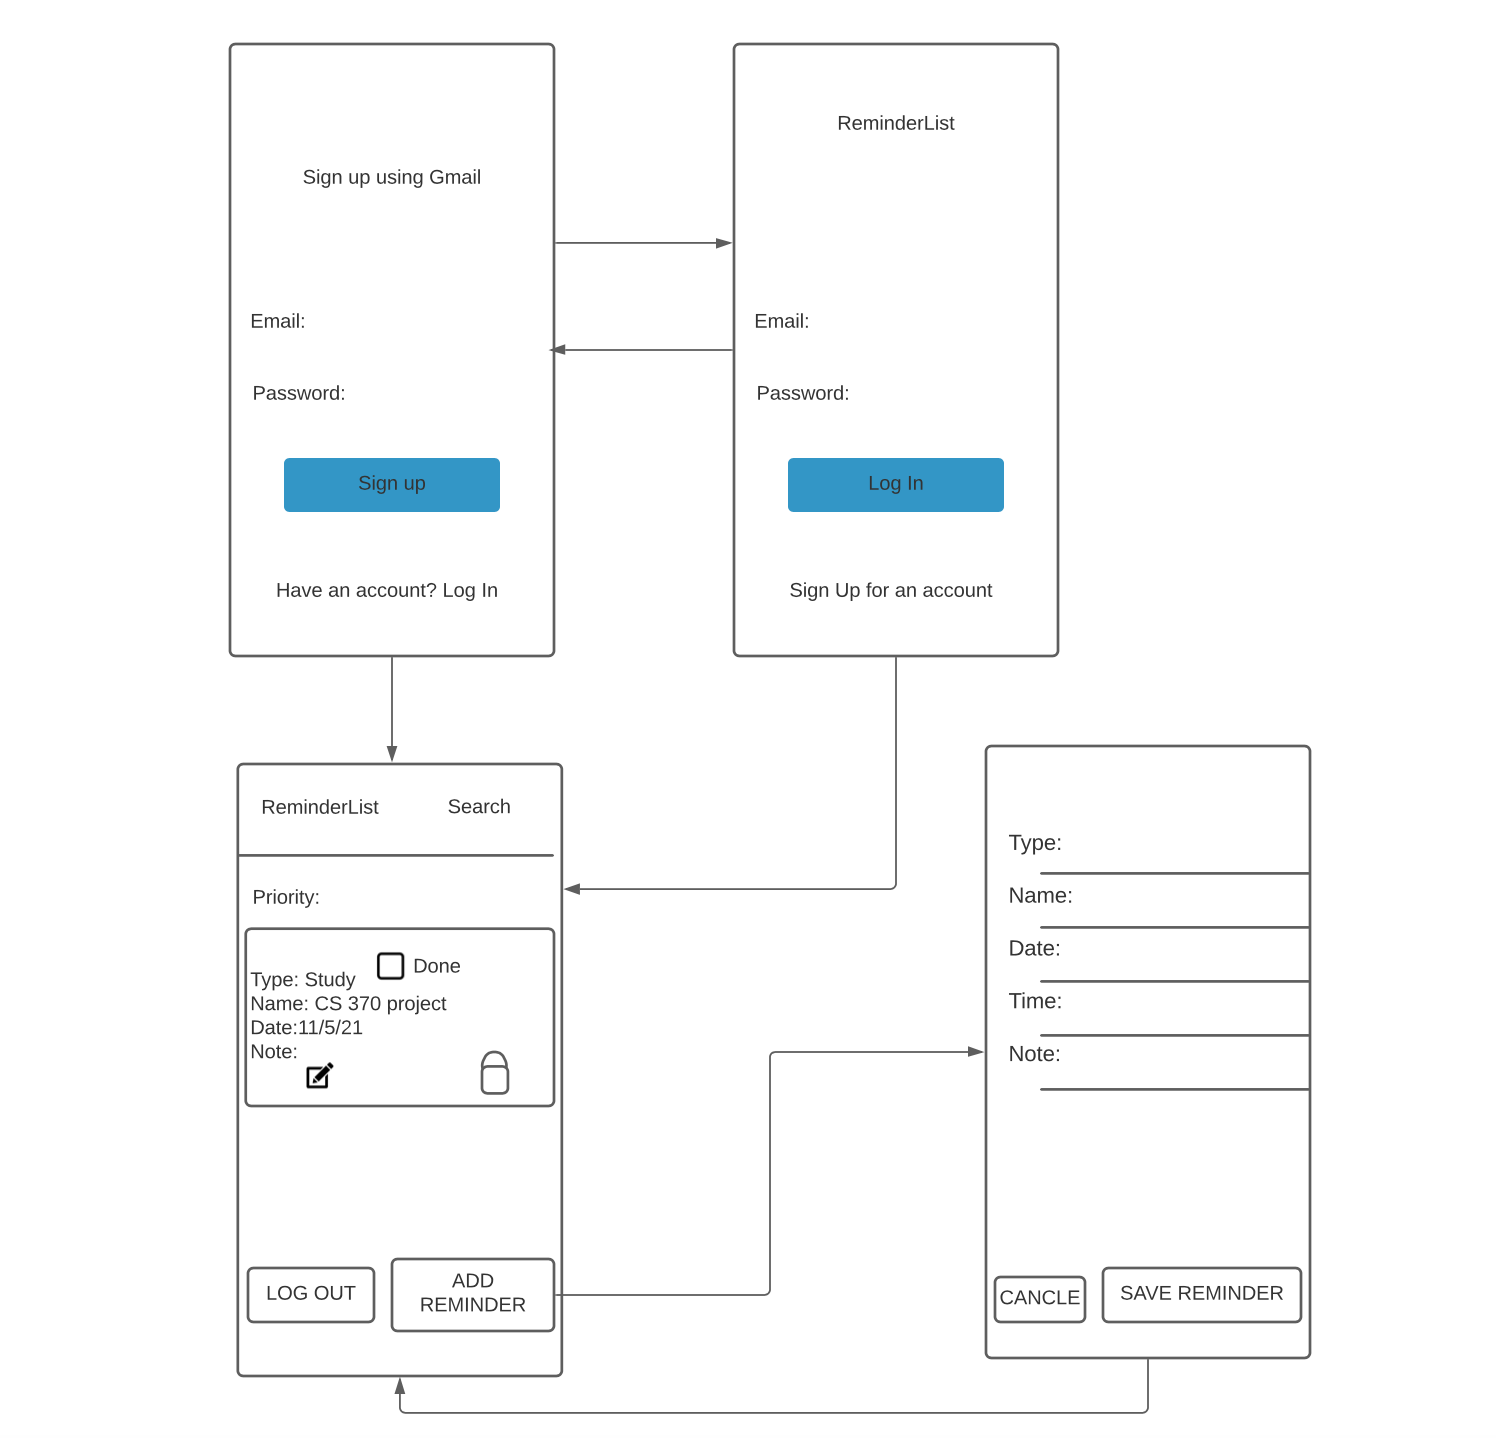 Sign up using Gmail
Email:
Password:
Sign up
Have an account? Log In
ReminderList
Email:
Password:
Log In
Sign Up for an account
ReminderList
Search
Priority:
Done
Type: Study
Name: CS 370 project
Date:11/5/21
Note:
LOG OUT
ADD
REMINDER
Type:
Name:
Date:
Time:
Note:
CANCLE
SAVE REMINDER